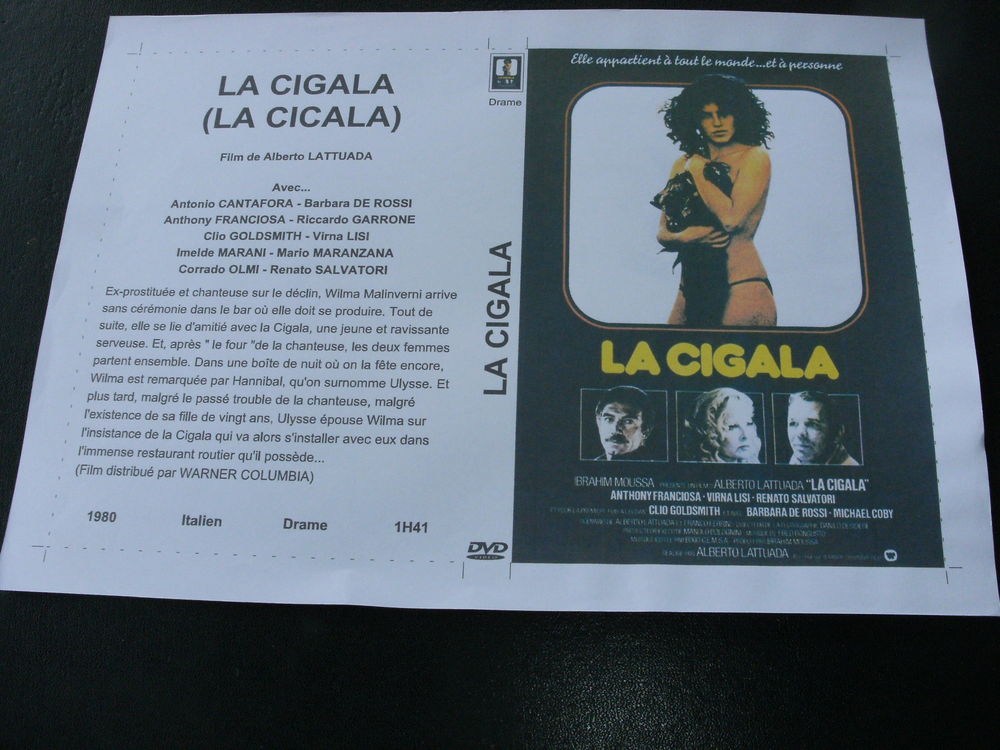 LA CIGALA
(LA CICALA)
Film de Alberto LATTUADA
Avec...
Antonio CANTAFORA - Barbara DE ROSSI
Anthony FRANCIOSA - Riccardo GARRONE
Clio GOLDSMITH - Virna LISI
Imelde MARANI - Mario MARANZANA
Corrado OLMI - Renato SALVATORI
Ex-prostituée et chanteuse sur le déclin, Wilma Malinverni arrive
sans cérémonie dans le bar où elle doit se produire. Tout de
suite, elle se lie d'amitié avec la Cigala, une jeune et ravissante
serveuse. Et, après " le four "de la chanteuse, les deux femmes
partent ensemble. Dans une boîte de nuit où on la fête encore,
Wilma est remarquée par Hannibal, qu'on surnomme Ulysse. Et
plus tard, malgré le passé trouble de la chanteuse, malgré
l'existence de sa fille de vingt ans, Ulysse épouse Wilma sur
l'insistance de la Cigala qui va alors s'installer avec eux dans
l'immense restaurant routier qu'il possède...
(Film distribué par WARNER COLUMBIA)
1980 Italien Drame 1H41
Drame
LA CIGALA
DVD
VIDEO
Elle appartient à tout le monde...et à personne
LA CIGALA
IBRAHIM MOUSSA PRESENTE UN FILM D' ALBERTO LATTUADA "LA CIGALA"
ANTHONY FRANCIOSA · VIRNA LISI · RENATO SALVATORI
CLIO GOLDSMITH BARBARA DE ROSSI · MICHAEL COBY
ALBERTO LATTUADA
REALISE PAR ALBERTO LATTUADA